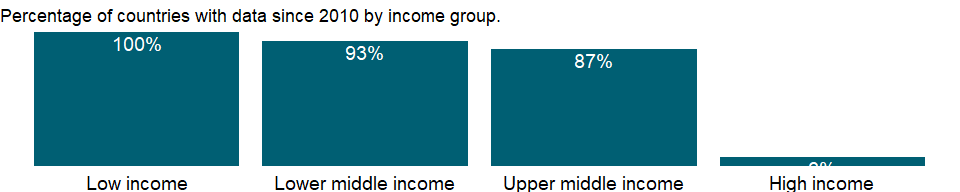 Percentage of countries with data since 2010 by income group.
100%
93%
87%
Low income
Lower middle income
Upper middle income
High income